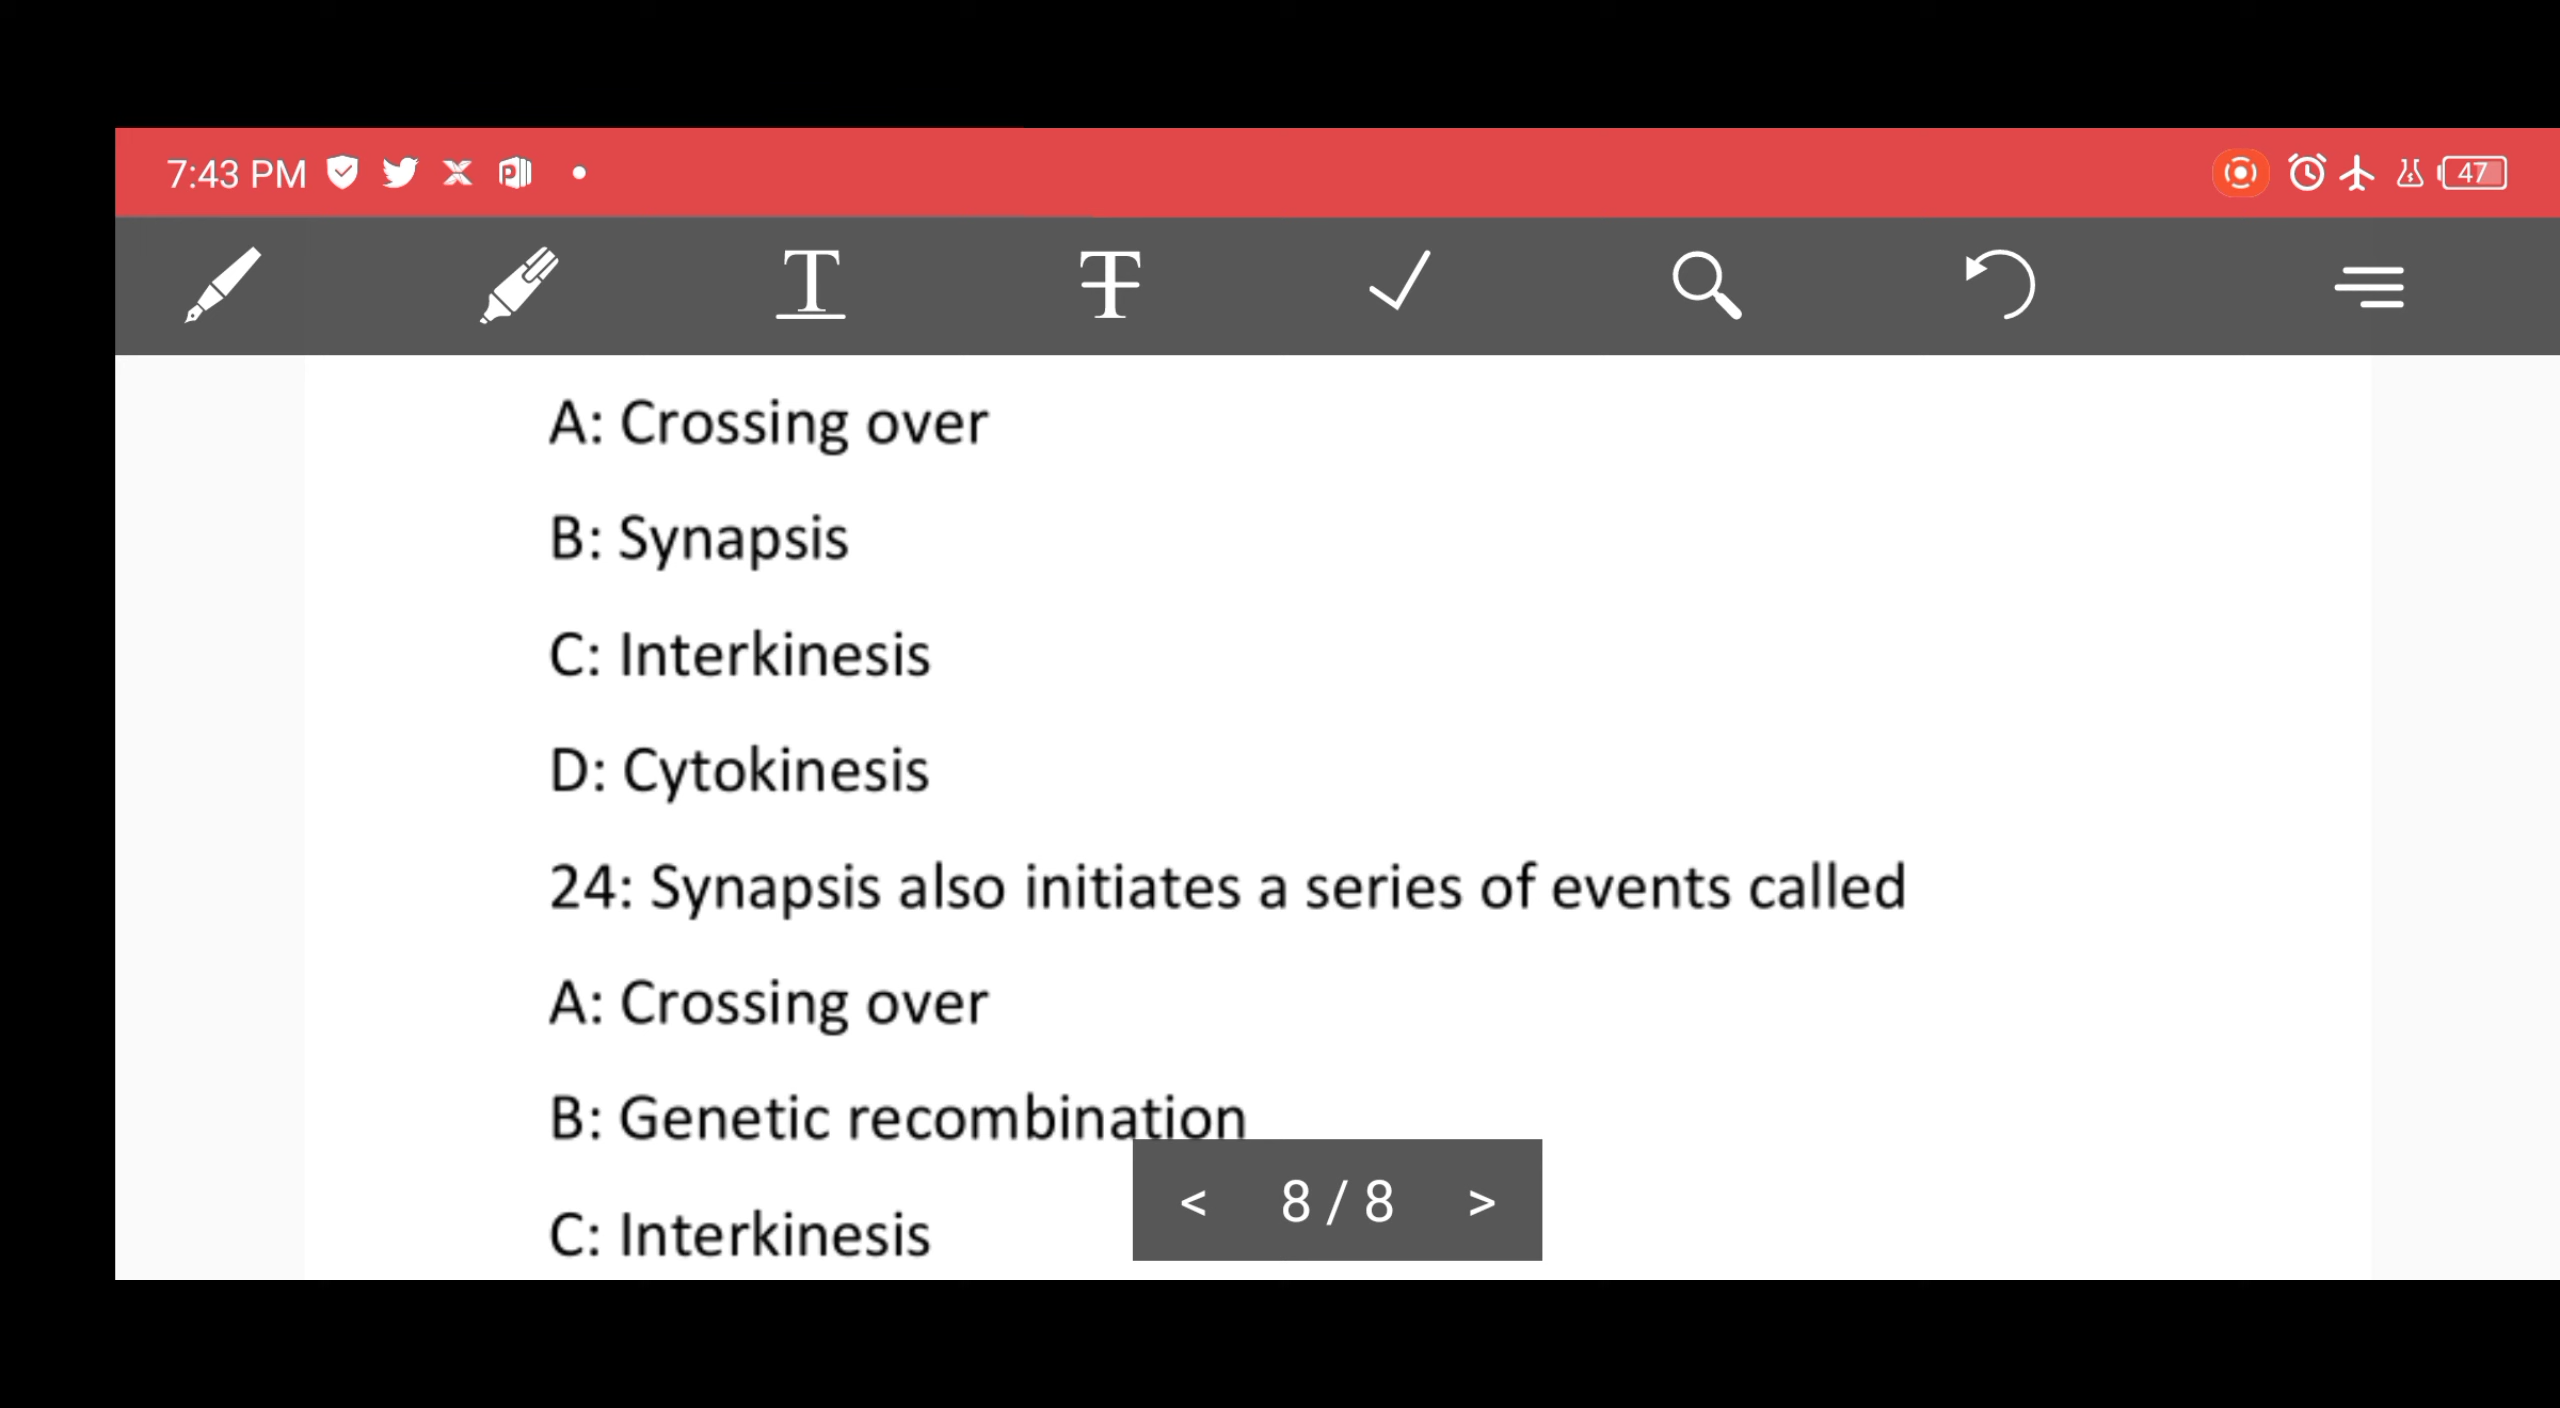 7:43 PM
47
A: Crossing over
B: Synapsis
C: Interkinesis
D: Cytokinesis
24: Synapsis also initiates a series of events called
A: Crossing over
B: Genetic recombination
C: Interkinesis
< 8 / 8 >